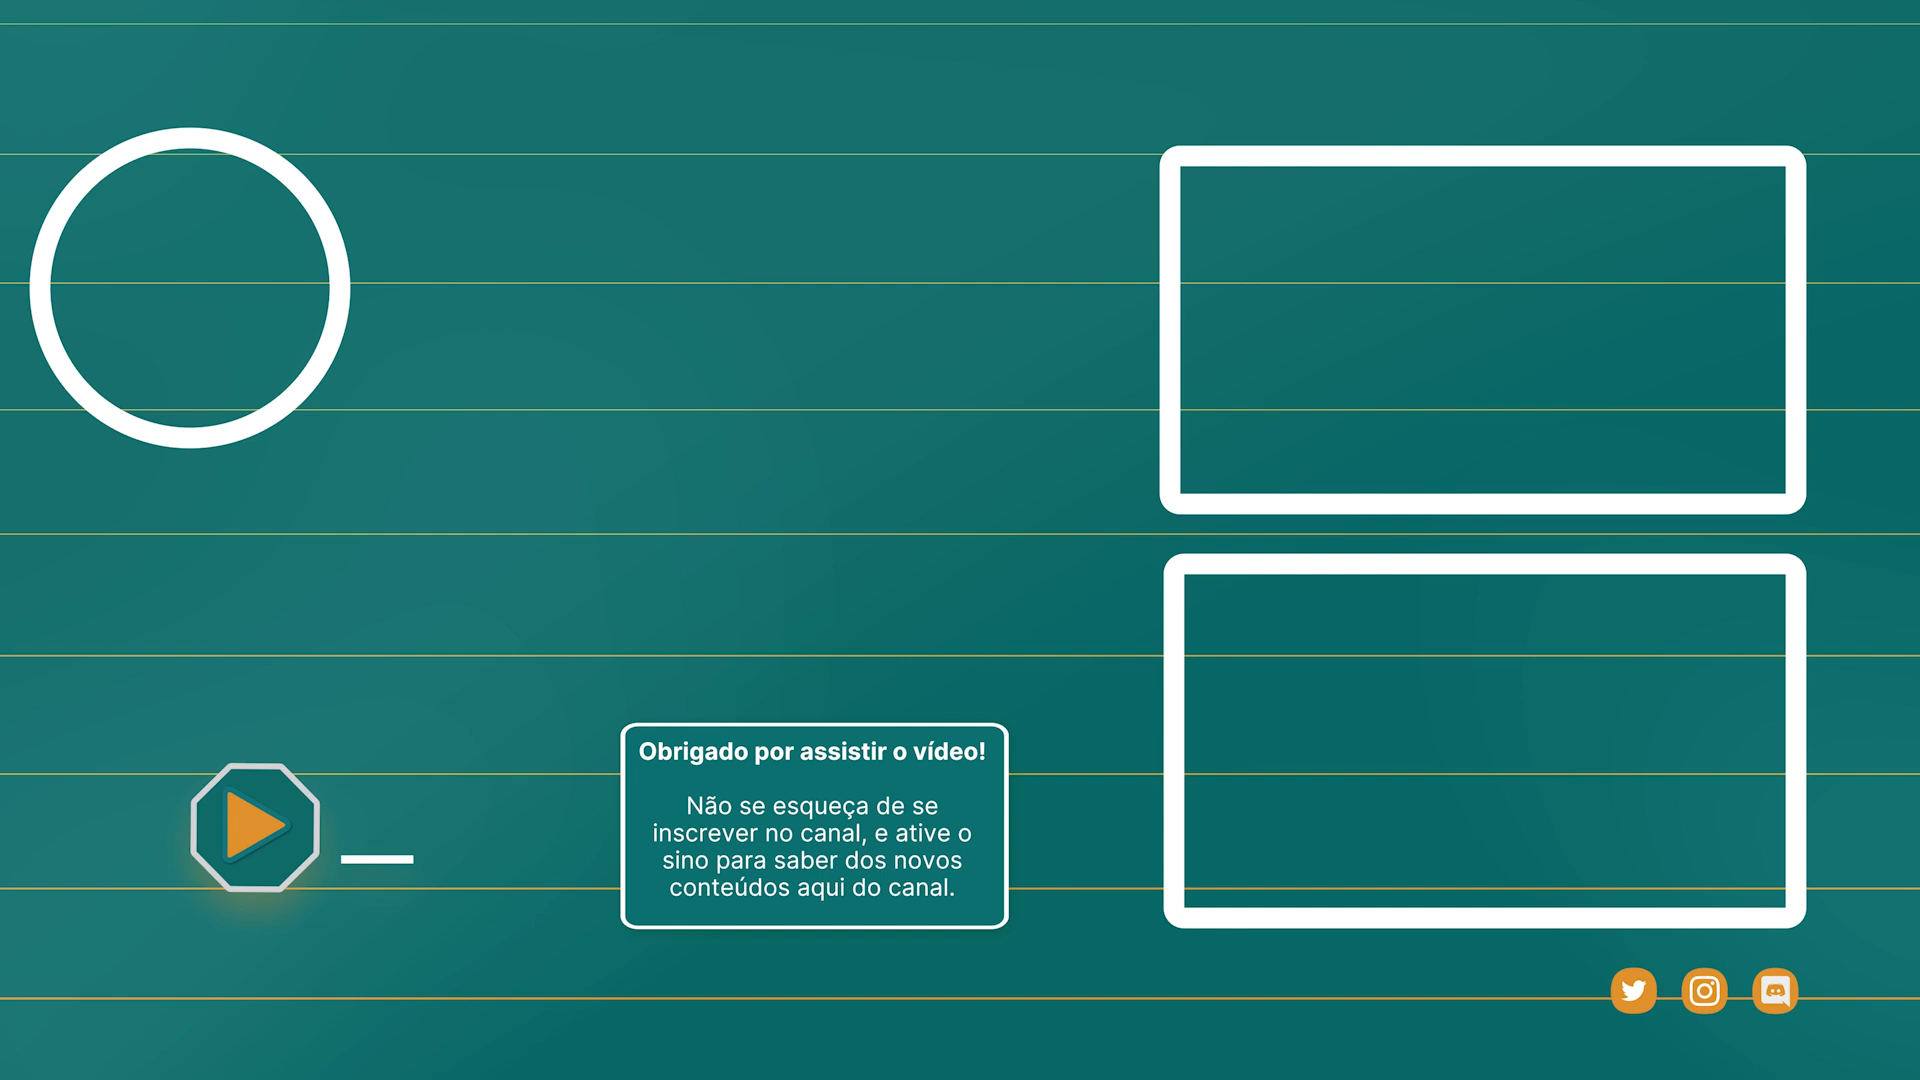 Obrigado por assistir o vídeo!
Não se esqueça de se
inscrever no canal, e ative o
sino para saber dos novos
conteúdos aqui do canal.